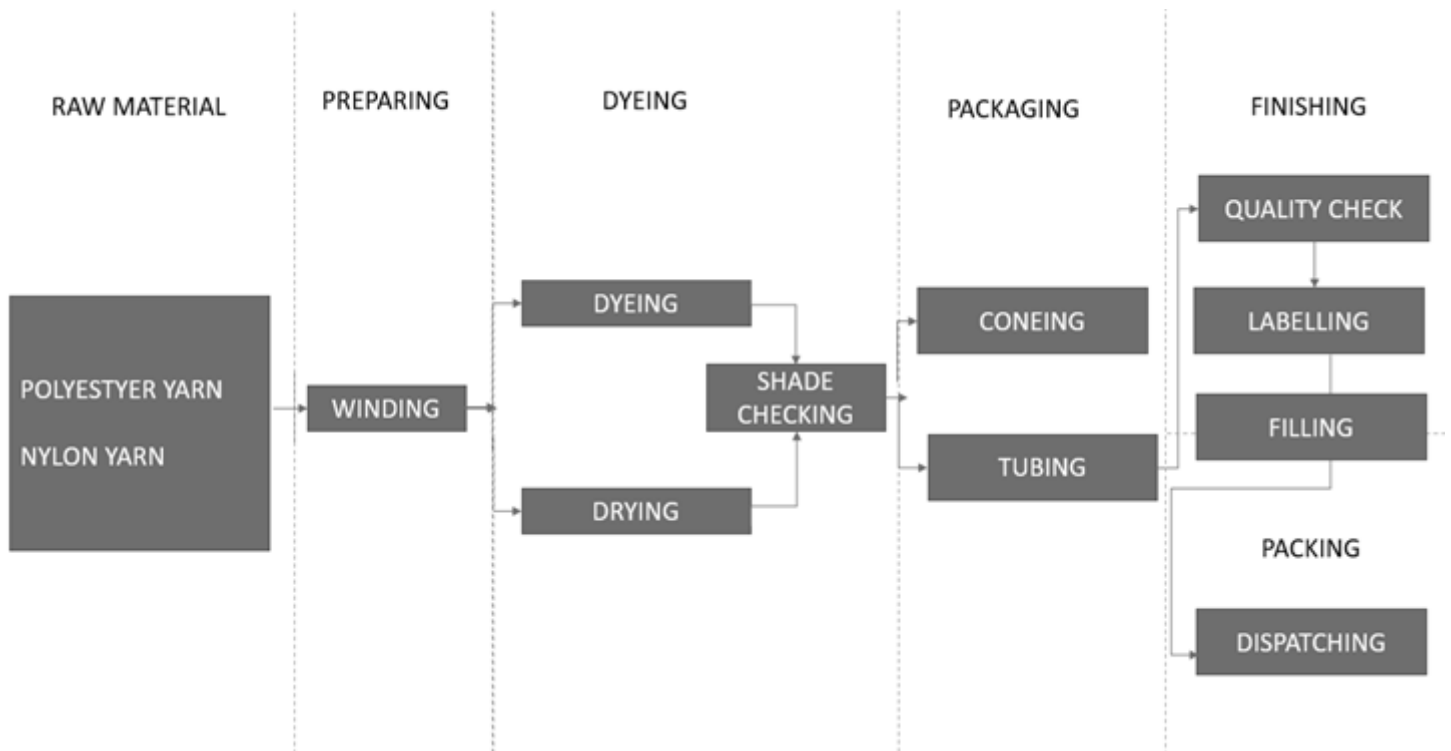 RAW MATERIAL
PREPARING
DYEING
PACKAGING
FINISHING
POLYESTYER YARN
NYLON YARN
WINDING
DYEING
DRYING
SHADE
CHECKING
CONEING
TUBING
QUALITY CHECK
LABELLING
FILLING
PACKING
DISPATCHING